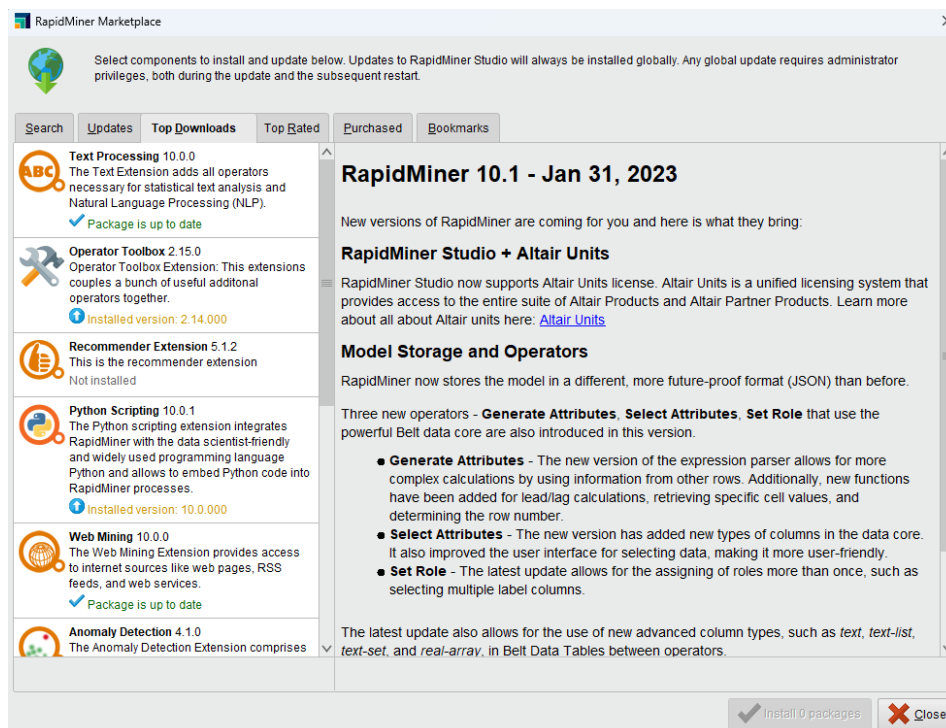 RapidMiner Marketplace
Select components to install and update below. Updates to RapidMiner Studio will always be installed globally. Any global update requires administrator
privileges, both during the update and the subsequent restart.
Search
Updates
Top Downloads
Top Rated
Purchased
Bookmarks
ABC
Text Processing 10.0.0
The Text Extension adds all operators
necessary for statistical text analysis and
Natural Language Processing (NLP).
Package is up to date
Operator Toolbox 2.15.0
Operator Toolbox Extension: This extensions
couples a bunch of useful additonal
operators together.
Installed version: 2.14.000
Recommender Extension 5.1.2
This is the recommender extension
Not installed
Python Scripting 10.0.1
The Python scripting extension integrates
RapidMiner with the data scientist-friendly
and widely used programming language
Python and allows to embed Python code into
RapidMiner processes.
Installed version: 10.0.000
Web Mining 10.0.0
The Web Mining Extension provides access
to internet sources like web pages, RSS
feeds, and web services.
Package is up to date
Anomaly Detection 4.1.0
The Anomaly Detection Extension comprises
RapidMiner 10.1 - Jan 31, 2023
New versions of RapidMiner are coming for you and here is what they bring:
RapidMiner Studio + Altair Units
RapidMiner Studio now supports Altair Units license. Altair Units is a unified licensing system that
provides access to the entire suite of Altair Products and Altair Partner Products. Learn more
about all about Altair units here: Altair Units
Model Storage and Operators
RapidMiner now stores the model in a different, more future-proof format (JSON) than before.
Three new operators - Generate Attributes, Select Attributes, Set Role that use the
powerful Belt data core are also introduced in this version.
● Generate Attributes - The new version of the expression parser allows for more
complex calculations by using information from other rows. Additionally, new functions
have been added for lead/lag calculations, retrieving specific cell values, and
determining the row number.
● Select Attributes - The new version has added new types of columns in the data core.
It also improved the user interface for selecting data, making it more user-friendly.
● Set Role - The latest update allows for the assigning of roles more than once, such as
selecting multiple label columns.
The latest update also allows for the use of new advanced column types, such as text, text-list,
text-set, and real-array, in Belt Data Tables between operators.
Install 0 packages
Close